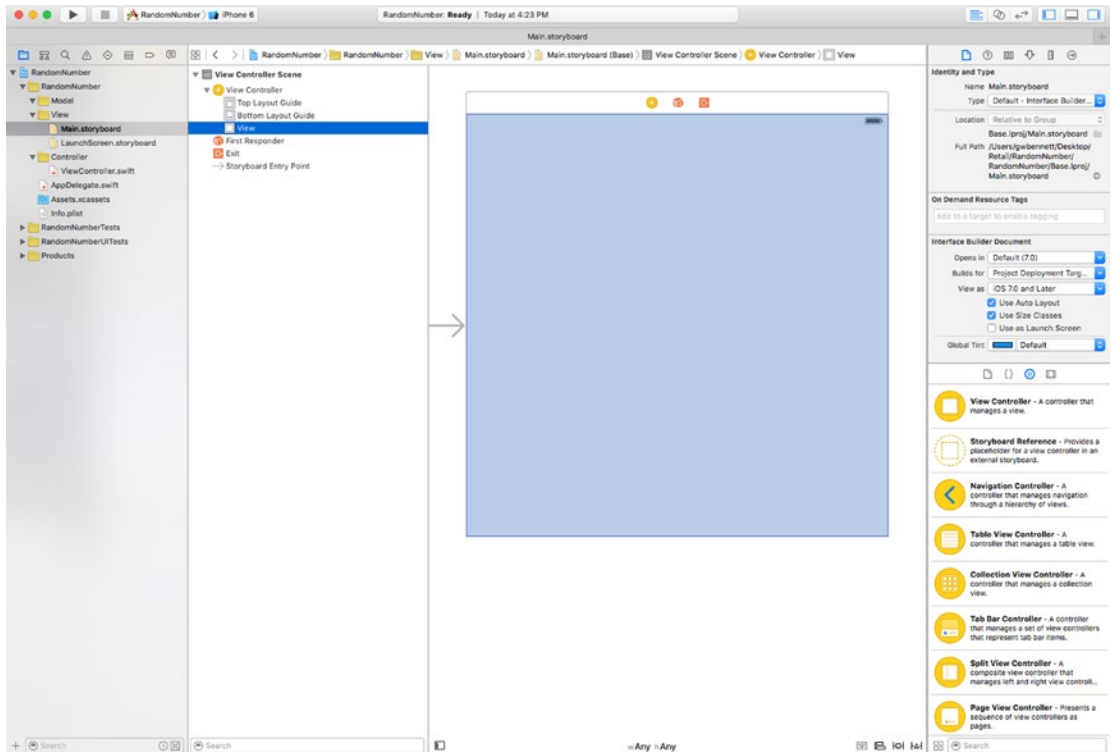 RandomNumber iPhone 6
RandomNumber: Ready | Today at 4:23 PM
Main.storyboard
RandomNumber RandomNumber View Main.storyboard Main.storyboard (Base) View Controller Scene View Controller View
RandomNumber
RandomNumber
Model
View
Main.storyboard
LaunchScreen.storyboard
Controller
ViewController.swift
AppDelegate.swift
Assets.xcassets
Info.plist
RandomNumberTests
RandomNumberUITests
Products
Search
View Controller Scene
View Controller
Top Layout Guide
Bottom Layout Guide
View
First Responder
Exit
Storyboard Entry Point
Search
wAny hAny
Identity and Type
Name Main.storyboard
Type Default - Interface Builder...
Location Relative to Group
Base.lproj/Main.storyboard
Full Path /Users/gwbennett/Desktop/
Retail/RandomNumber/
RandomNumber/Base.lproj/
Main.storyboard
On Demand Resource Tags
Add to a target to enable tagging
Interface Builder Document
Opens in Default (7.0)
Builds for Project Deployment Targ...
View as iOS 7.0 and Later
Use Auto Layout
Use Size Classes
Use as Launch Screen
Global Tint Default
View Controller - A controller that
manages a view.
Storyboard Reference - Provides a
placeholder for a view controller in an
external storyboard.
Navigation Controller - A
controller that manages navigation
through a hierarchy of views.
Table View Controller - A
controller that manages a table view.
Collection View Controller - A
controller that manages a collection
view.
Tab Bar Controller - A controller
that manages a set of view controllers
that represent tab bar items.
Split View Controller - A
composite view controller that
manages left and right view controll...
Page View Controller - Presents a
sequence of view controllers as
pages.
Search